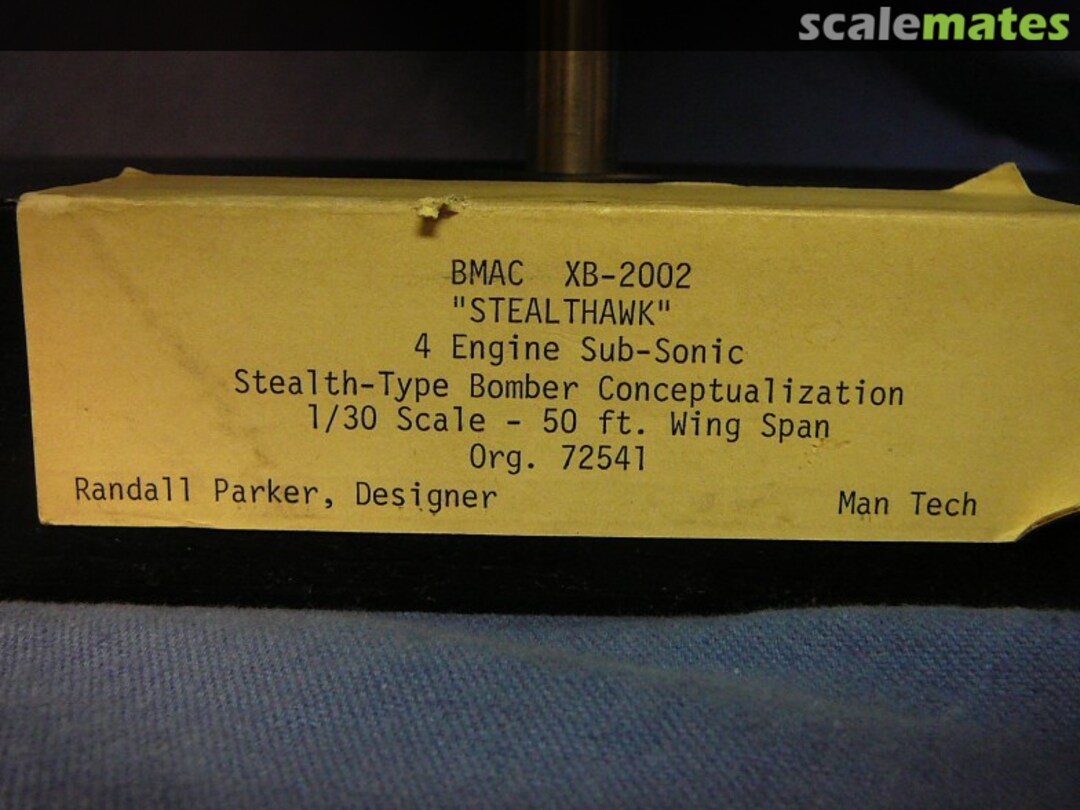 scalemates
BMAC XB-2002
"STEALTHAWK"
4 Engine Sub-Sonic
Stealth-Type Bomber Conceptualization
1/30 Scale - 50 ft. Wing Span
Org. 72541
Randall Parker, Designer Man Tech